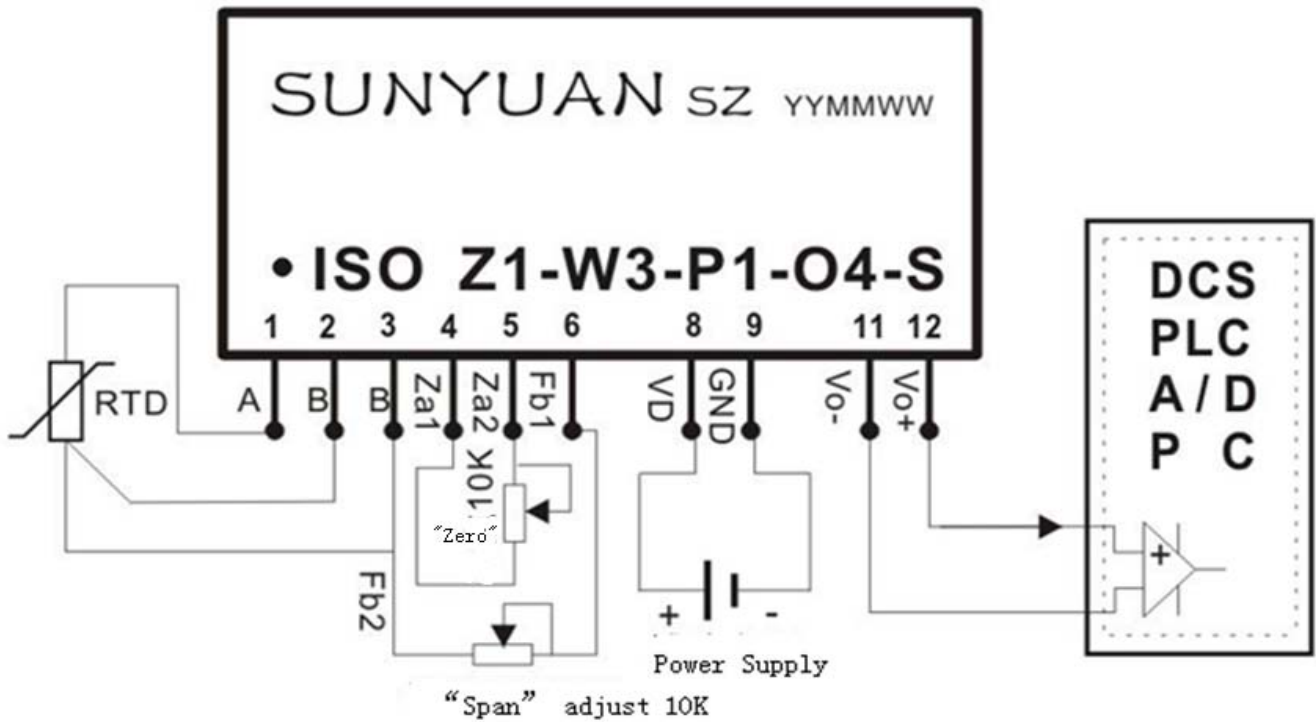 SUNYUAN SZ YYMMWW
• ISO Z1-W3-P1-O4-S
1 2 3 4 5 6 8 9 11 12
RTD
A B B Za1 Za2 Fb1 VD GND Vo- Vo+
10K
"Zero"
Fb2
“Span” adjust 10K
+ -
Power Supply
DCS
PLC
A/D
P C
+